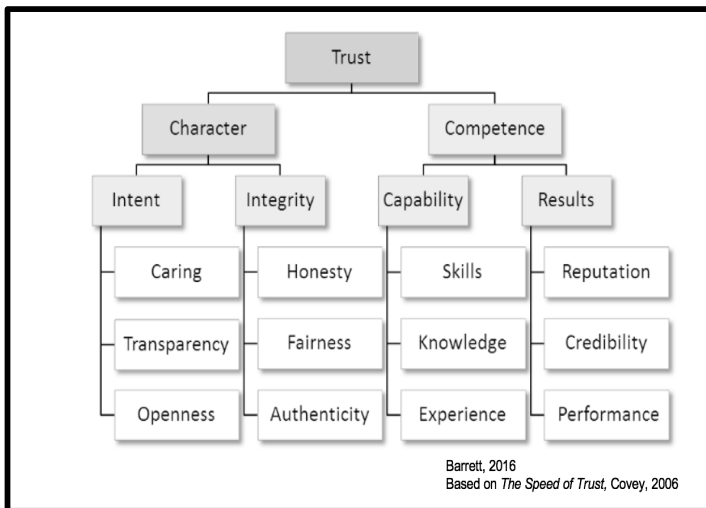 Trust
Character
Competence
Intent
Integrity
Capability
Results
Caring
Honesty
Skills
Reputation
Transparency
Fairness
Knowledge
Credibility
Openness
Authenticity
Experience
Performance
Barrett, 2016
Based on The Speed of Trust, Covey, 2006